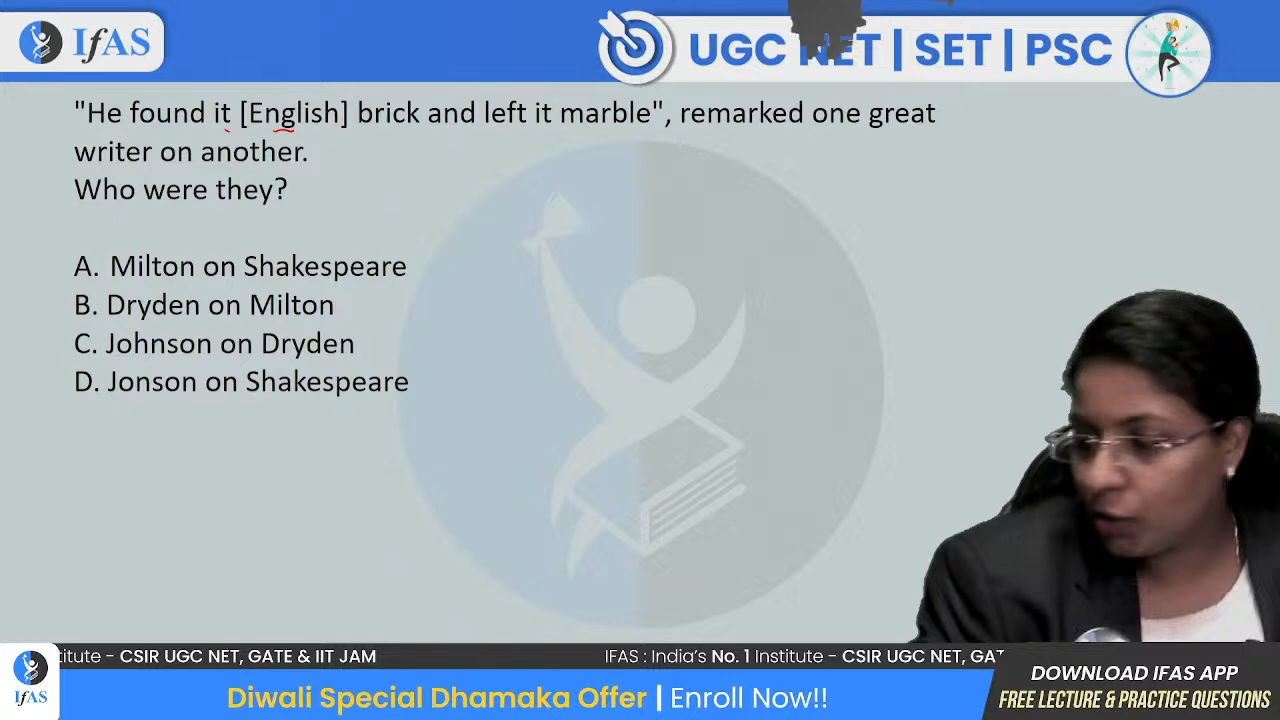 IfAS
UGC NET | SET | PSC
"He found it [English] brick and left it marble", remarked one great
writer on another.
Who were they?
A. Milton on Shakespeare
B. Dryden on Milton
C. Johnson on Dryden
D. Jonson on Shakespeare
IfAS
titute - CSIR UGC NET, GATE & IIT JAM
IFAS : India's No. 1 Institute - CSIR UGC NET, GAT
Diwali Special Dhamaka Offer | Enroll Now!!
DOWNLOAD IFAS APP
FREE LECTURE & PRACTICE QUESTIONS